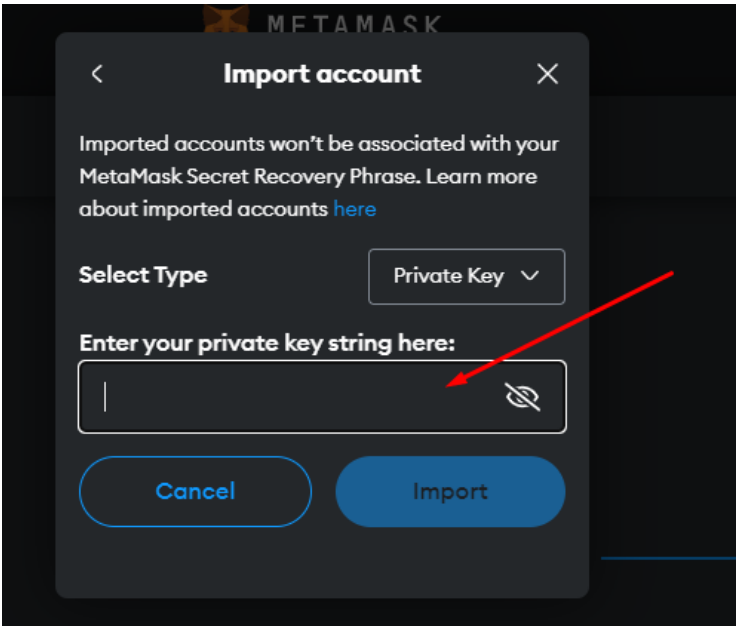 METAMASK
Import account
Imported accounts won’t be associated with your
MetaMask Secret Recovery Phrase. Learn more
about imported accounts here
Select Type
Private Key
Enter your private key string here:
Cancel
Import